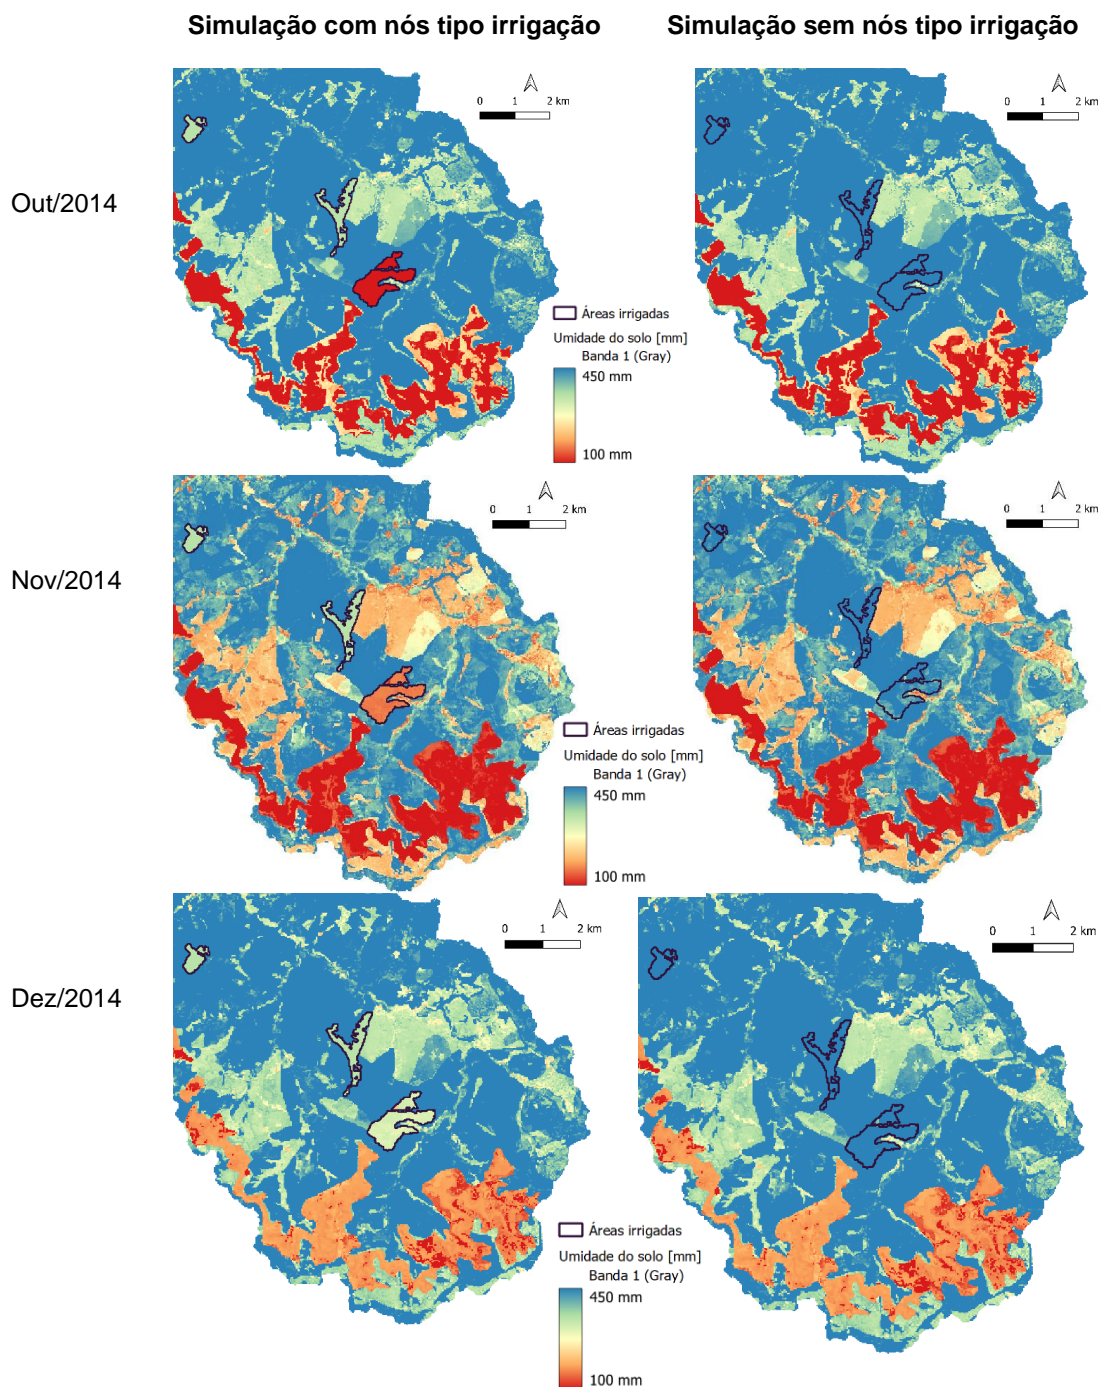 Simulação com nós tipo irrigação
Simulação sem nós tipo irrigação
0 1 2 km
0 1 2 km
Out/2014
Áreas irrigadas
Umidade do solo [mm]
Banda 1 (Gray)
450 mm
100 mm
0 1 2 km
0 1 2 km
Nov/2014
Áreas irrigadas
Umidade do solo [mm]
Banda 1 (Gray)
450 mm
100 mm
0 1 2 km
0 1 2 km
Dez/2014
Áreas irrigadas
Umidade do solo [mm]
Banda 1 (Gray)
450 mm
100 mm